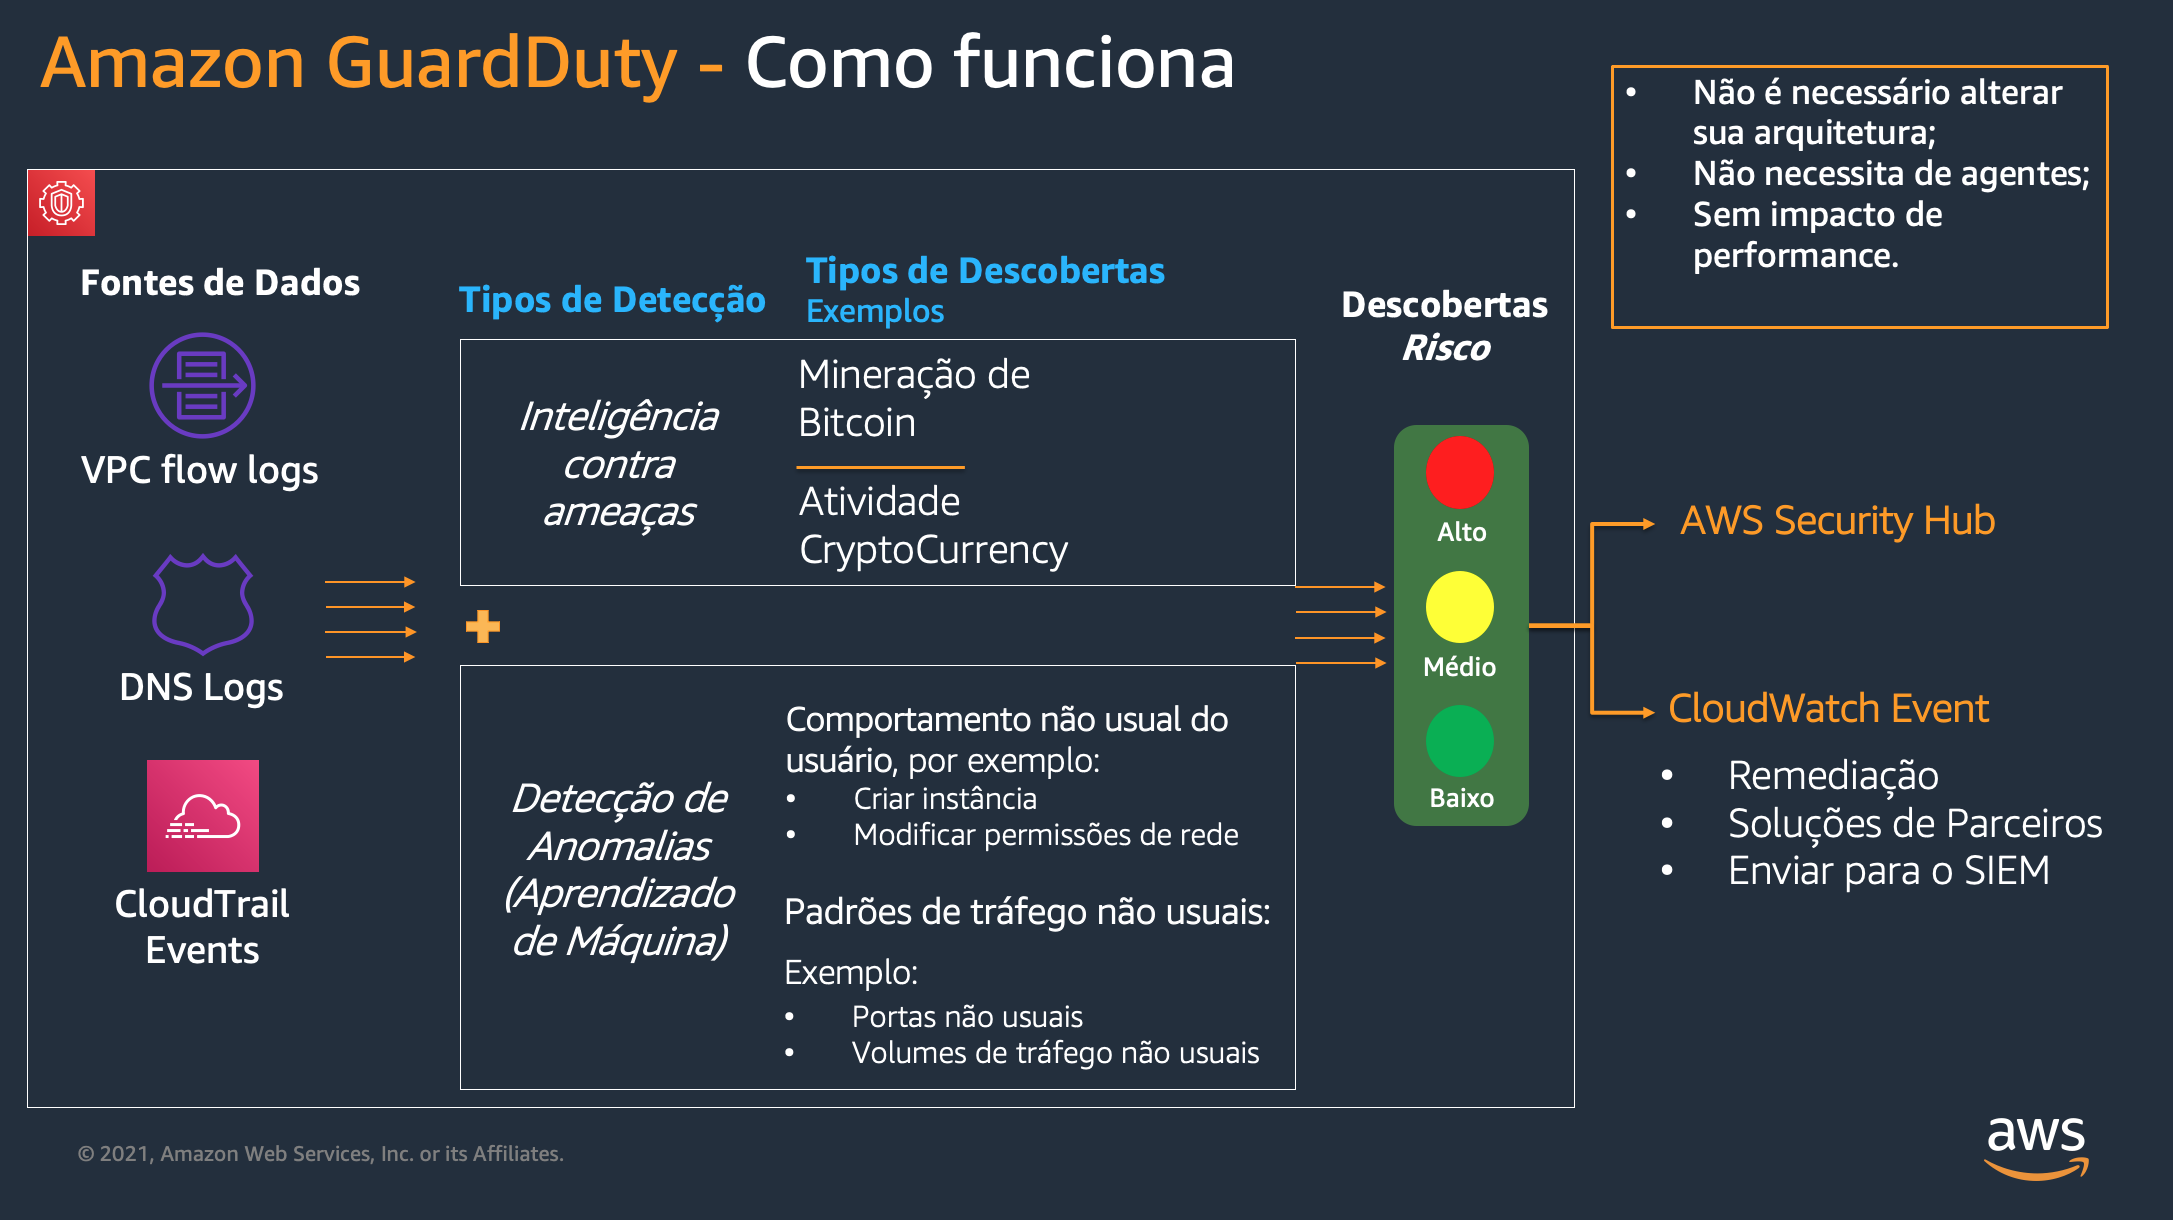 Amazon GuardDuty - Como funciona
• Não é necessário alterar
sua arquitetura;
• Não necessita de agentes;
• Sem impacto de
performance.
Fontes de Dados
VPC flow logs
DNS Logs
CloudTrail
Events
Tipos de Detecção
Tipos de Descobertas
Exemplos
Inteligência
contra
ameaças
Mineração de
Bitcoin
Atividade
CryptoCurrency
Detecção de
Anomalias
(Aprendizado
de Máquina)
Comportamento não usual do
usuário, por exemplo:
• Criar instância
• Modificar permissões de rede
Padrões de tráfego não usuais:
Exemplo:
• Portas não usuais
• Volumes de tráfego não usuais
Descobertas
Risco
Alto
Médio
Baixo
AWS Security Hub
CloudWatch Event
• Remediação
• Soluções de Parceiros
• Enviar para o SIEM
© 2021, Amazon Web Services, Inc. or its Affiliates.
aws